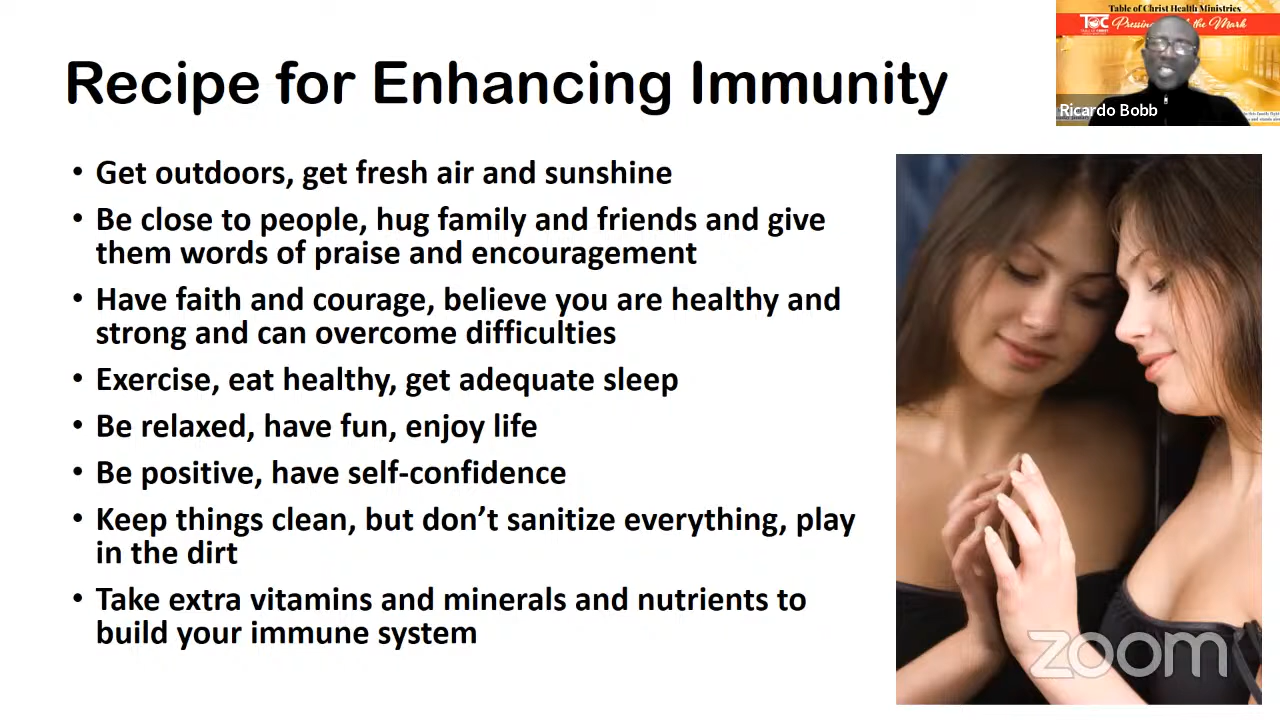 Table of Christ Health Ministries
TOC
Pressing the Mark
Ricardo Bobb
Recipe for Enhancing Immunity
• Get outdoors, get fresh air and sunshine
• Be close to people, hug family and friends and give
them words of praise and encouragement
• Have faith and courage, believe you are healthy and
strong and can overcome difficulties
• Exercise, eat healthy, get adequate sleep
• Be relaxed, have fun, enjoy life
• Be positive, have self-confidence
• Keep things clean, but don’t sanitize everything, play
in the dirt
• Take extra vitamins and minerals and nutrients to
build your immune system
zoom